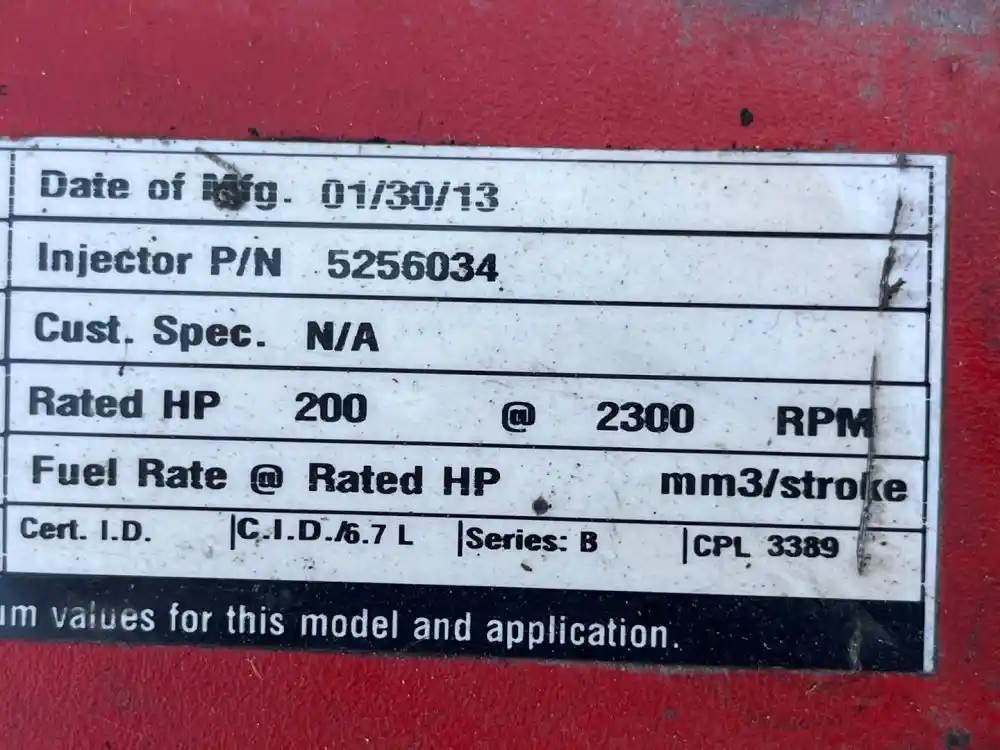 Date of Mfg. 01/30/13
Injector P/N 5256034
Cust. Spec. N/A
Rated HP 200 @ 2300 RPM
Fuel Rate @ Rated HP mm3/stroke
Cert. I.D. |C.I.D./6.7 L |Series: B |CPL 3389
values for this model and application.